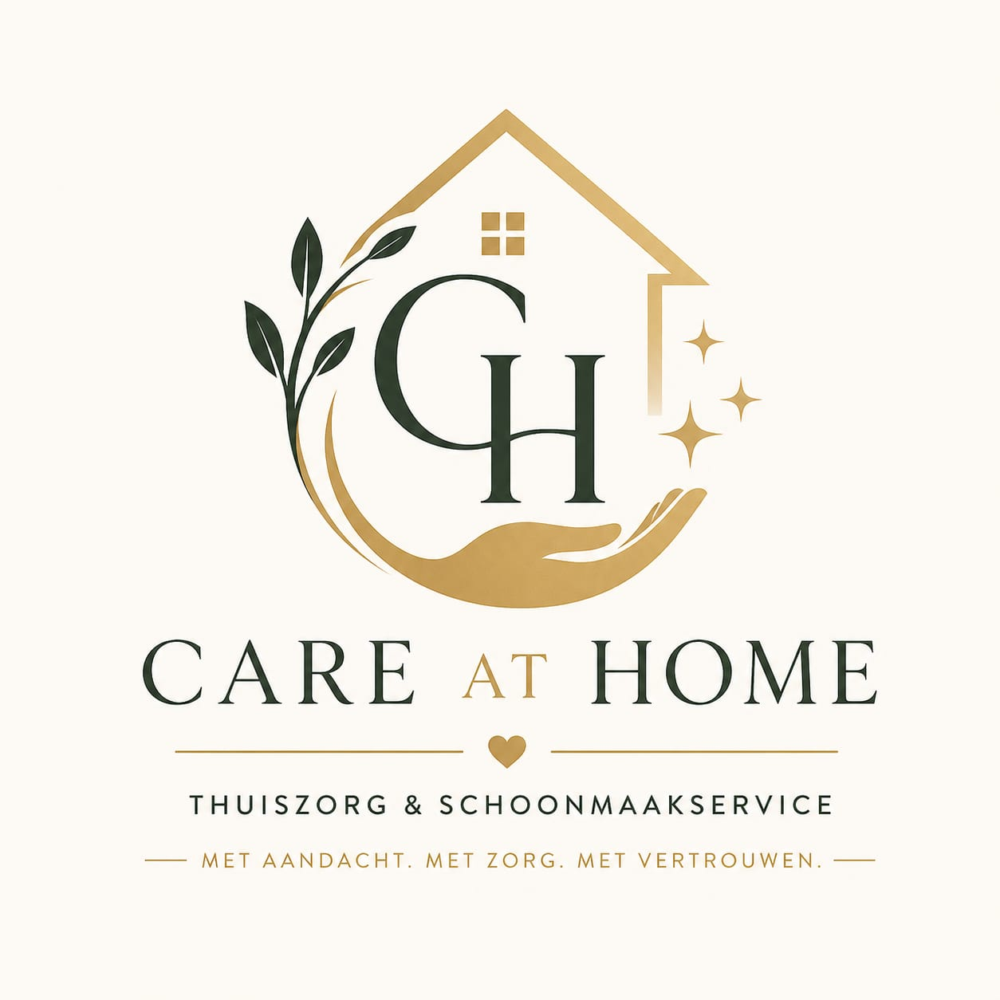 CH
CARE AT HOME
THUISZORG & SCHOONMAAKSERVICE
MET AANDACHT. MET ZORG. MET VERTROUWEN.